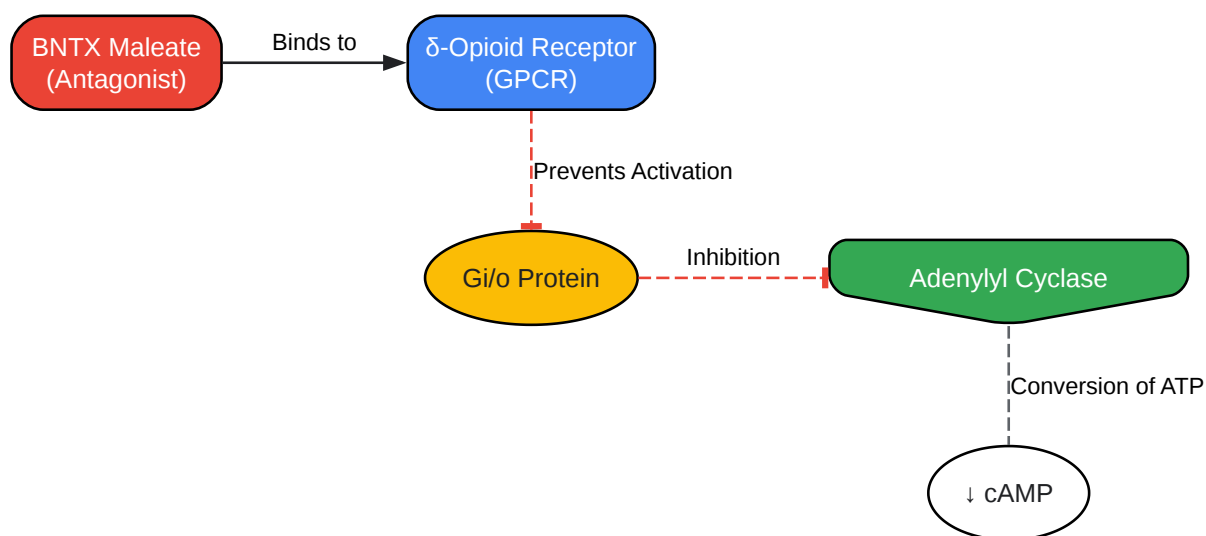 BNTX Maleate
(Antagonist)
Binds to
δ-Opioid Receptor
(GPCR)
Prevents Activation
Gi/o Protein
Inhibition
Adenylyl Cyclase
Conversion of ATP
↓ cAMP